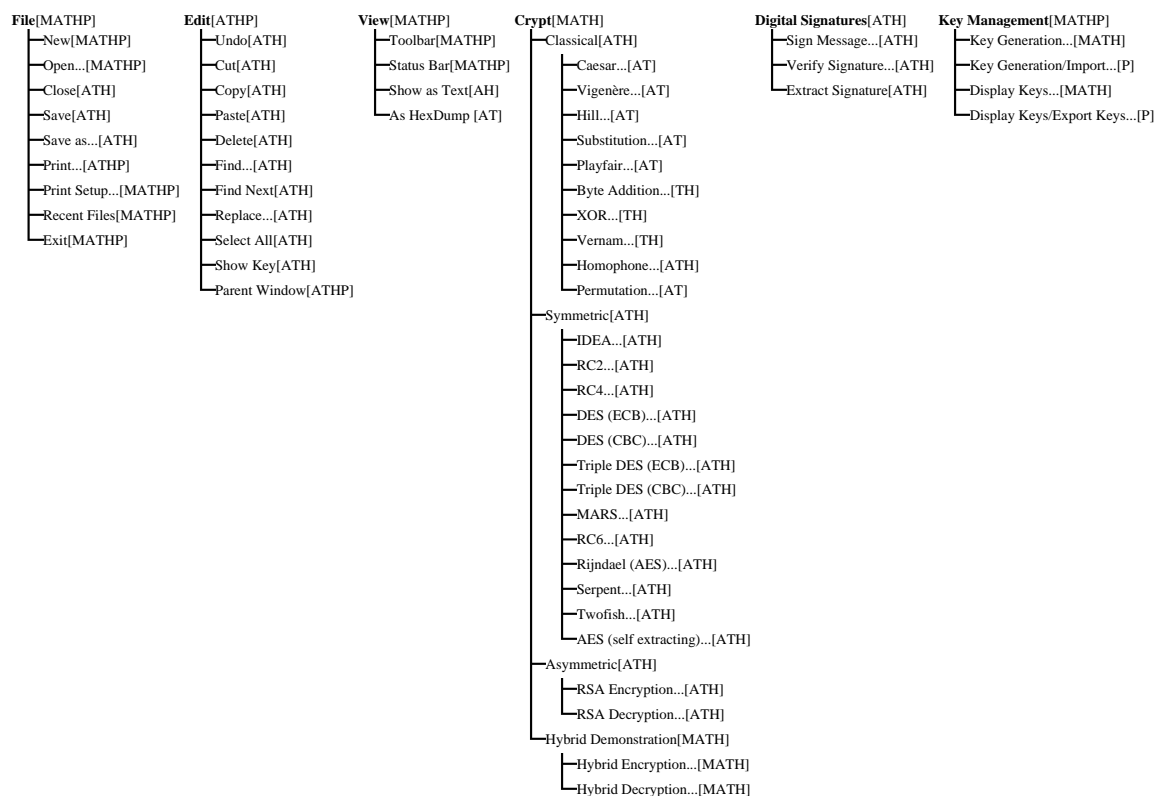 File[MATHP]
New[MATHP]
Open...[MATHP]
Close[ATH]
Save[ATH]
Save as...[ATH]
Print...[ATHP]
Print Setup...[MATHP]
Recent Files[MATHP]
Exit[MATHP]
Edit[ATHP]
Undo[ATH]
Cut[ATH]
Copy[ATH]
Paste[ATH]
Delete[ATH]
Find...[ATH]
Find Next[ATH]
Replace...[ATH]
Select All[ATH]
Show Key[ATH]
Parent Window[ATHP]
View[MATHP]
Toolbar[MATHP]
Status Bar[MATHP]
Show as Text[AH]
As HexDump [AT]
Crypt[MATH]
Classical[ATH]
Caesar...[AT]
Vigenère...[AT]
Hill...[AT]
Substitution...[AT]
Playfair...[AT]
Byte Addition...[TH]
XOR...[TH]
Vernam...[TH]
Homophone...[ATH]
Permutation...[AT]
Symmetric[ATH]
IDEA...[ATH]
RC2...[ATH]
RC4...[ATH]
DES (ECB)...[ATH]
DES (CBC)...[ATH]
Triple DES (ECB)...[ATH]
Triple DES (CBC)...[ATH]
MARS...[ATH]
RC6...[ATH]
Rijndael (AES)...[ATH]
Serpent...[ATH]
Twofish...[ATH]
AES (self extracting)...[ATH]
Asymmetric[ATH]
RSA Encryption...[ATH]
RSA Decryption...[ATH]
Hybrid Demonstration[MATH]
Hybrid Encryption...[MATH]
Hybrid Decryption...[MATH]
Digital Signatures[ATH]
Sign Message...[ATH]
Verify Signature...[ATH]
Extract Signature[ATH]
Key Management[MATHP]
Key Generation...[MATH]
Key Generation/Import...[P]
Display Keys...[MATH]
Display Keys/Export Keys...[P]